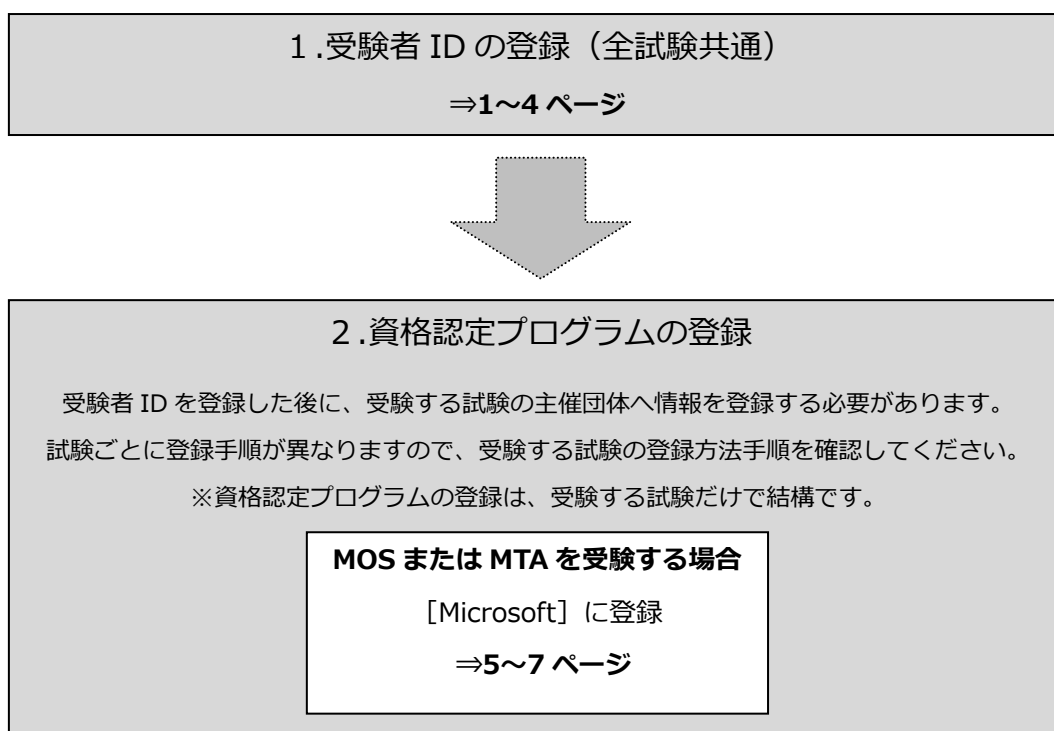 １.受験者 ID の登録（全試験共通）
⇒1～4 ページ
２.資格認定プログラムの登録
受験者 ID を登録した後に、受験する試験の主催団体へ情報を登録する必要があります。
試験ごとに登録手順が異なりますので、受験する試験の登録方法手順を確認してください。
※資格認定プログラムの登録は、受験する試験だけで結構です。
MOS または MTA を受験する場合
［Microsoft］に登録
⇒5～7 ページ